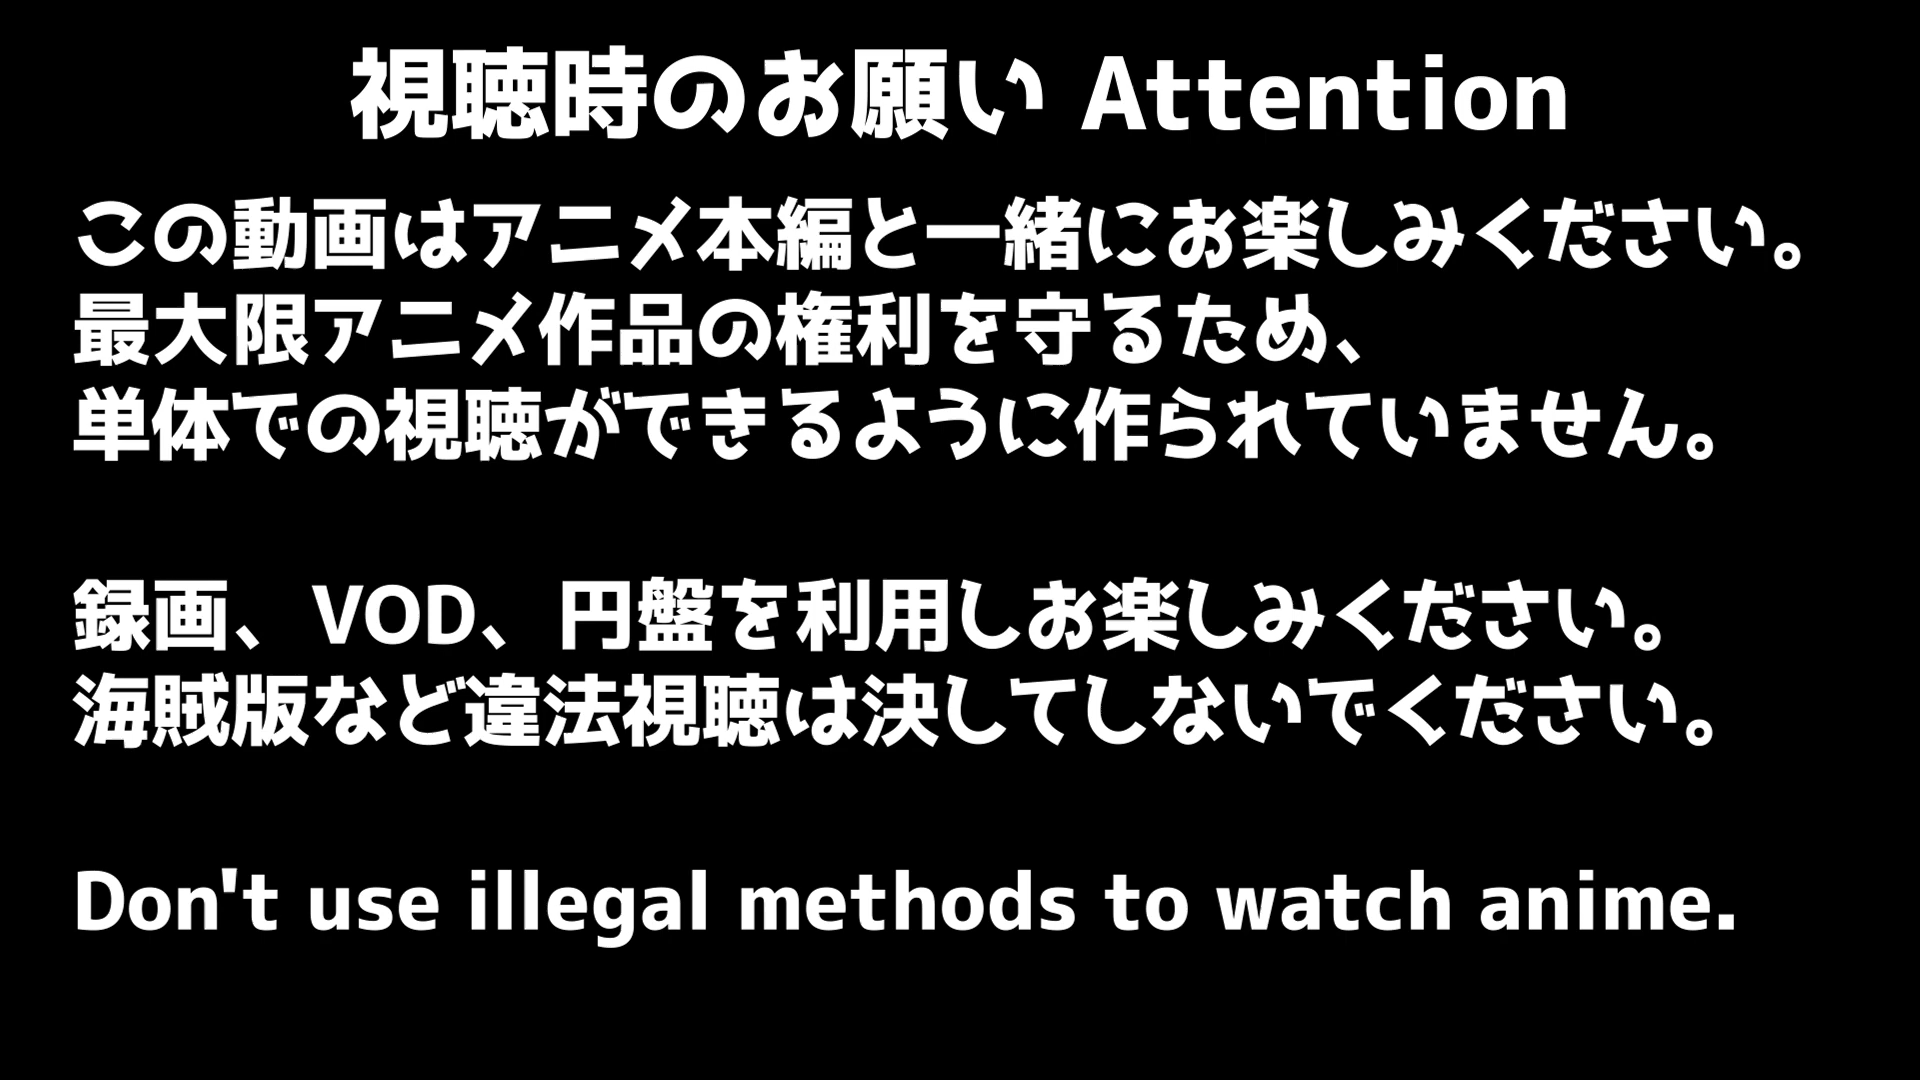 視聴時のお願い Attention
この動画はアニメ本編と一緒にお楽しみください。
最大限アニメ作品の権利を守るため、
単体での視聴ができるように作られていません。
録画、VOD、円盤を利用しお楽しみください。
海賊版など違法視聴は決してしないでください。
Don't use illegal methods to watch anime.